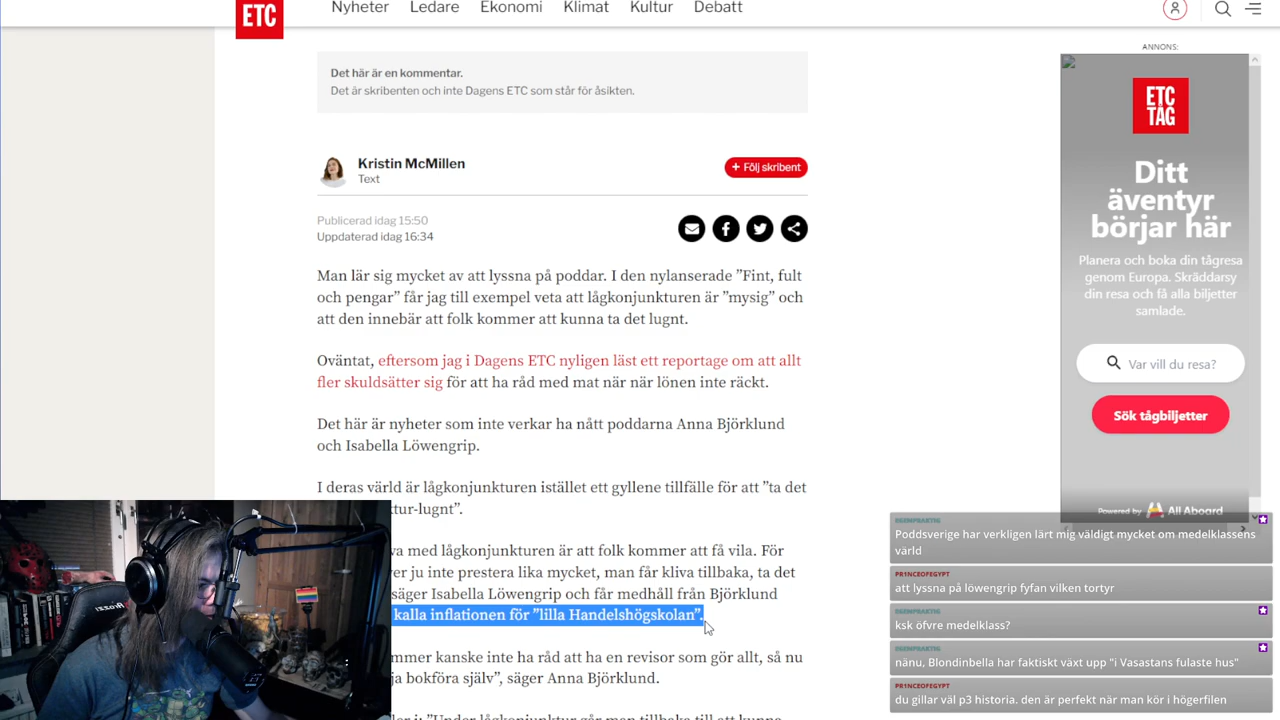 ETC
Nyheter Ledare Ekonomi Klimat Kultur Debatt
Det här är en kommentar.
Det är skribenten och inte Dagens ETC som står för åsikten.
Kristin McMillen
Text
+ Följ skribent
Publicerad idag 15:50
Uppdaterad idag 16:34
Man lär sig mycket av att lyssna på poddar. I den nylanserade ”Fint, fult
och pengar” får jag till exempel veta att lågkonjunkturen är ”mysig” och
att den innebär att folk kommer att kunna ta det lugnt.
Oväntat, eftersom jag i Dagens ETC nyligen läst ett reportage om att allt
fler skuldsätter sig för att ha råd med mat när när lönen inte räckt.
Det här är nyheter som inte verkar ha nått poddarna Anna Björklund
och Isabella Löwengrip.
I deras värld är lågkonjunkturen istället ett gyllene tillfälle för att ”ta det
tur-lugnt”.
va med lågkonjunkturen är att folk kommer att få vila. För
ver ju inte prestera lika mycket, man får kliva tillbaka, ta det
säger Isabella Löwengrip och får medhåll från Björklund
kalla inflationen för ”lilla Handelshögskolan”.
mmer kanske inte ha råd att ha en revisor som gör allt, så nu
ja bokföra själv”, säger Anna Björklund.
ANNONS:
ETC
TÅG
Ditt
äventyr
börjar här
Planera och boka din tågresa
genom Europa. Skräddarsy
din resa och få alla biljetter
samlade.
Var vill du resa?
Sök tågbiljetter
Powered by All Aboard
Poddsverige har verkligen lärt mig väldigt mycket om medelklassens
värld
PR1NCEOFEGYPT
att lyssna på löwengrip fyfan vilken tortyr
ksk öfvre medelklass?
nänu, Blondinbella har faktiskt växt upp "i Vasastans fulaste hus"
PR1NCEOFEGYPT
du gillar väl p3 historia. den är perfekt när man kör i högerfilen